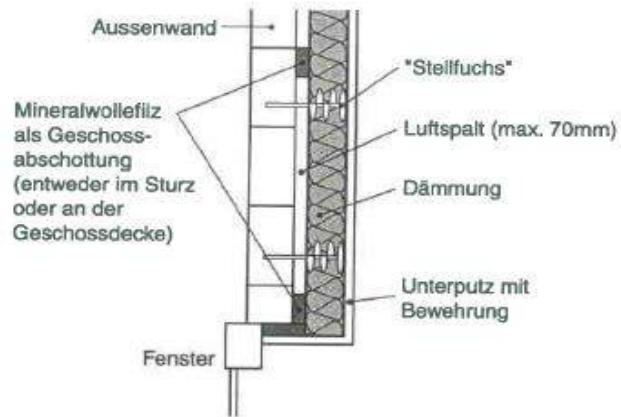 Aussenwand
Mineralwollefilz
als Geschoss-
abschottung
(entweder im Sturz
oder an der
Geschossdecke)
Fenster
"Stellfuchs"
Luftspalt (max. 70mm)
Dämmung
Unterputz mit
Bewehrung